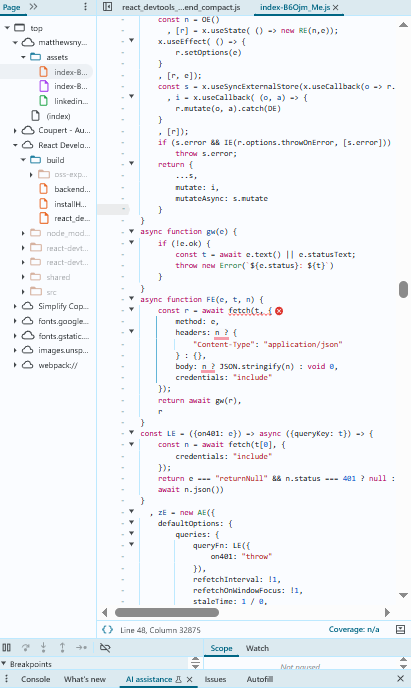 Page
react_devtools_...end_compact.js
index-B6Ojm_Me.js
top
matthewsny...
assets
index-B...
index-B...
linkedin...
(index)
Coupert - Au...
React Develo...
build
oss-exp...
backend...
installH...
react_de...
node_mod...
react-devt...
react-devt...
shared
src
Simplify Cop...
fonts.google...
fonts.gstatic....
images.unsp...
webpack://
const n = OE()
, [r] = x.useState( () => new RE(n,e));
x.useEffect( () => {
r.setOptions(e)
}
, [r, e]);
const s = x.useSyncExternalStore(x.useCallback(o => r.
, i = x.useCallback( (o, a) => {
r.mutate(o, a).catch(DE)
}
, [r]);
if (s.error && IE(r.options.throwOnError, [s.error]))
throw s.error;
return {
...s,
mutate: i,
mutateAsync: s.mutate
}
}
async function gw(e) {
if (!e.ok) {
const t = await e.text() || e.statusText;
throw new Error(`${e.status}: ${t}`)
}
}
async function FE(e, t, n) {
const r = await fetch(t, {
method: e,
headers: n ? {
"Content-Type": "application/json"
} : {},
body: n ? JSON.stringify(n) : void 0,
credentials: "include"
});
return await gw(r),
r
}
const LE = ({on401: e}) => async ({queryKey: t}) => {
const n = await fetch(t[0], {
credentials: "include"
});
return e === "returnNull" && n.status === 401 ? null :
await n.json())
}
, zE = new AE({
defaultOptions: {
queries: {
queryFn: LE({
on401: "throw"
}),
refetchInterval: !1,
refetchOnWindowFocus: !1,
staleTime: 1 / 0,
{} Line 48, Column 32875
Coverage: n/a
Scope
Watch
Breakpoints
Not paused
Console
What's new
AI assistance
Issues
Autofill